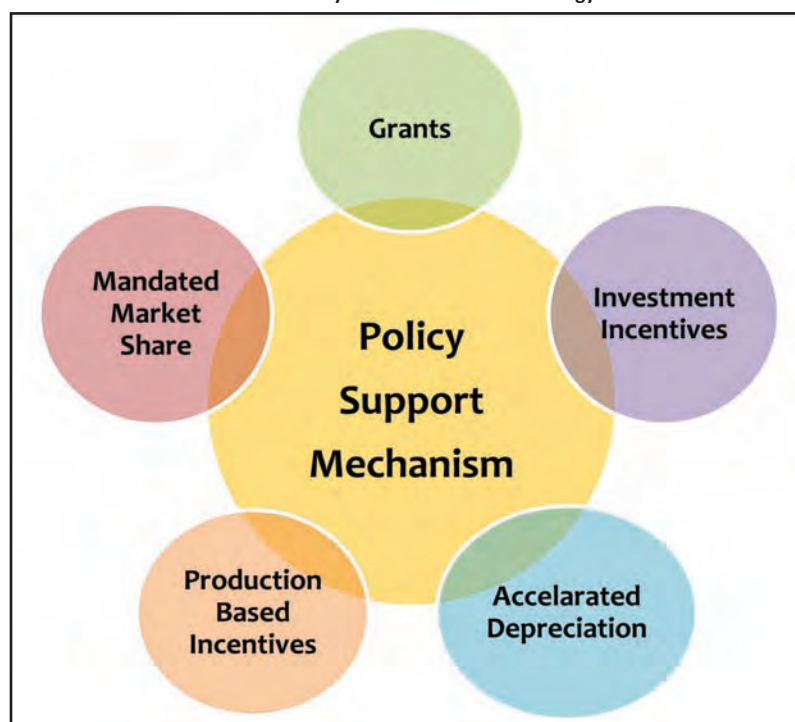 Grants
Mandated
Market
Share
Investment
Incentives
Policy
Support
Mechanism
Production
Based
Incentives
Accelarated
Depreciation